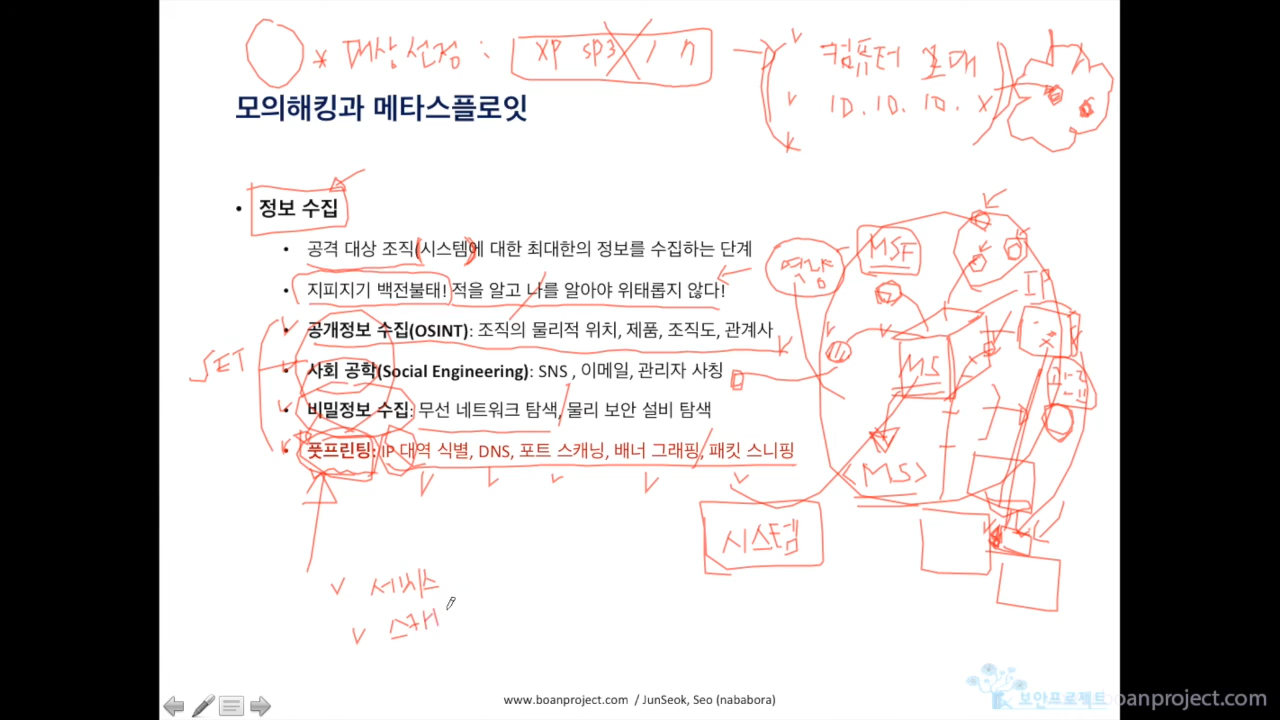 * 대상선정 : XP SP3 / 7
컴퓨터 노대
10.10.10.X
모의해킹과 메타스플로잇
• 정보 수집
• 공격 대상 조직(시스템)에 대한 최대한의 정보를 수집하는 단계
• 지피지기 백전불태! 적을 알고 나를 알아야 위태롭지 않다!
• 공개정보 수집(OSINT): 조직의 물리적 위치, 제품, 조직도, 관계사
• 사회 공학(Social Engineering): SNS , 이메일, 관리자 사칭
• 비밀정보 수집: 무선 네트워크 탐색, 물리 보안 설비 탐색
• 풋프린팅: IP 대역 식별, DNS, 포트 스캐닝, 배너 그래핑, 패킷 스니핑
SET
역량
MSF
IP
MS
관리
시스템
서비스
스캐
www.boanproject.com / JunSeok, Seo (nababora)
보안프로젝트
boanproject.com